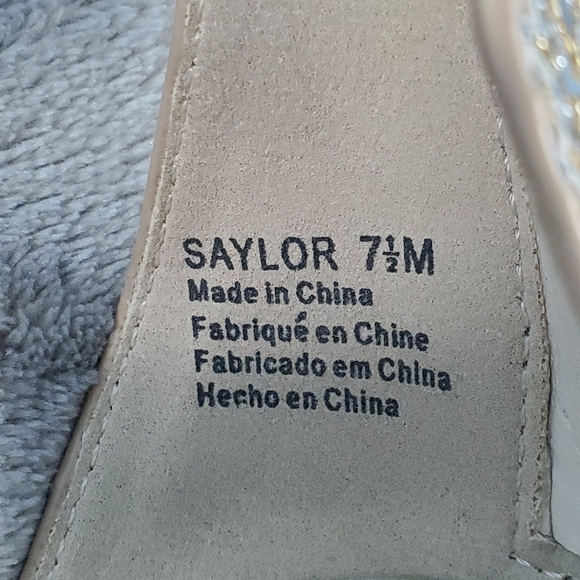 SAYLOR 7½M
Made in China
Fabriqué en Chine
Fabricado em China
Hecho en China